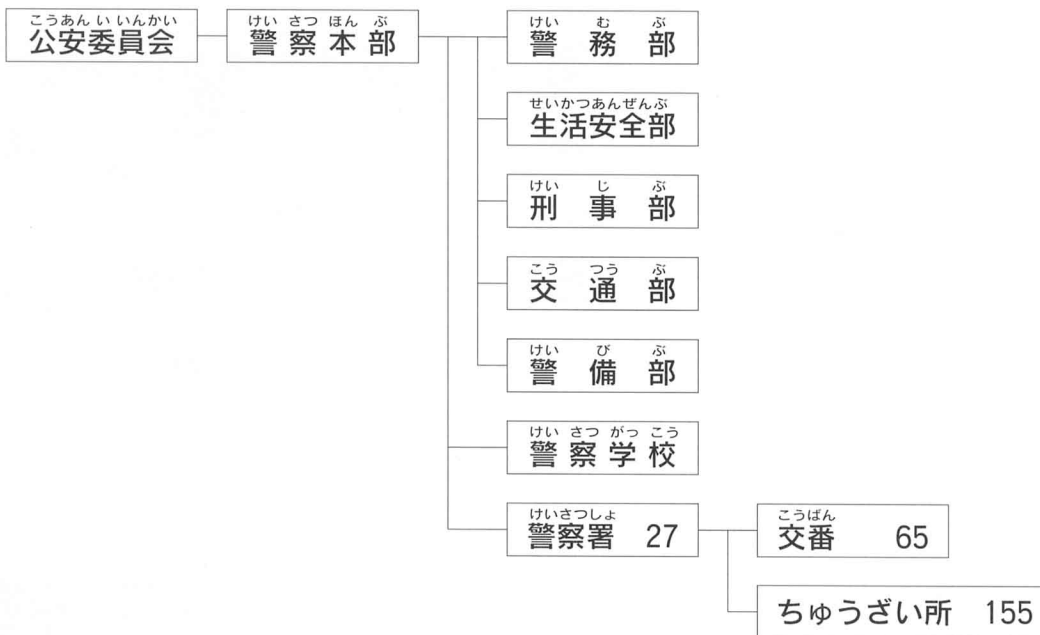 こうあんいいんかい
公安委員会
けいさつほんぶ
警察本部
けいむぶ
警務部
せいかつあんぜんぶ
生活安全部
けいじぶ
刑事部
こうつうぶ
交通部
けいびぶ
警備部
けいさつがっこう
警察学校
けいさつしょ
警察署 27
こうばん
交番 65
ちゅうざい所 155